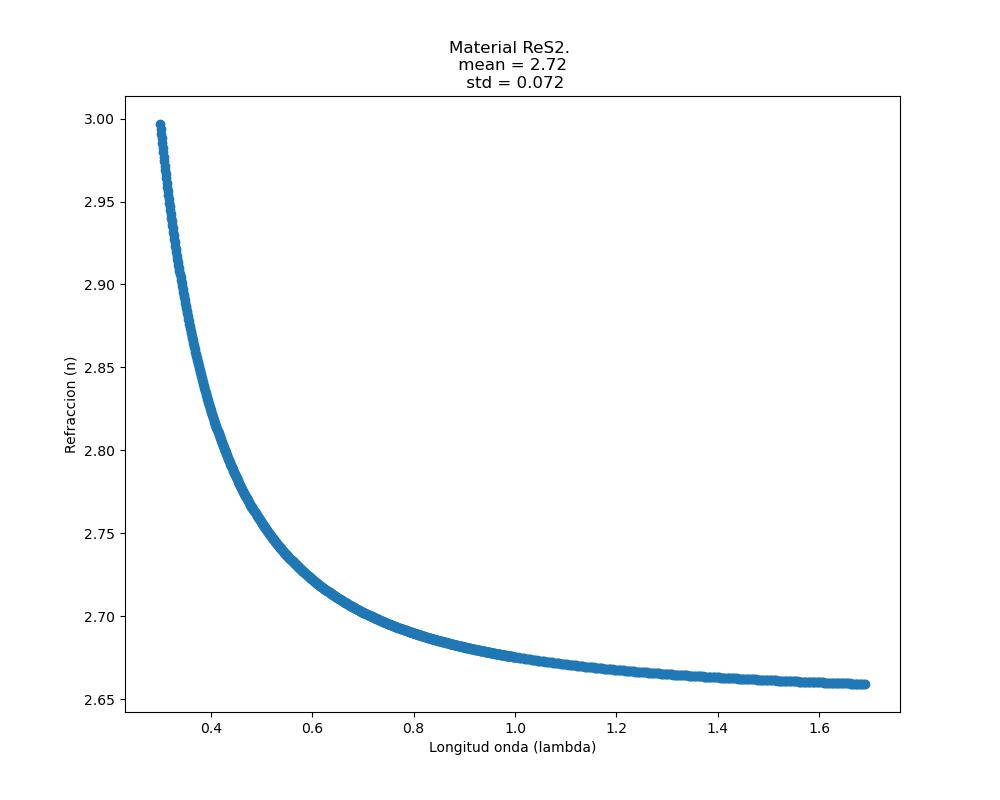 Material ReS2.
mean = 2.72
std = 0.072
3.00
2.95
2.90
2.85
2.80
2.75
2.70
2.65
Refraccion (n)
0.4 0.6 0.8 1.0 1.2 1.4 1.6
Longitud onda (lambda)